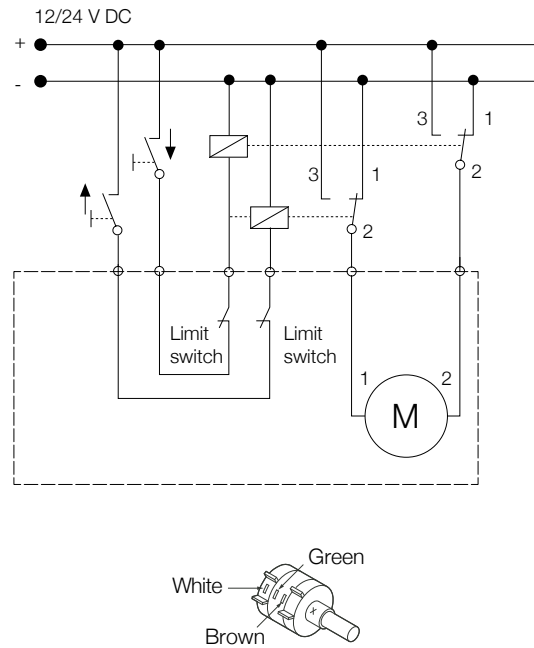 12/24 V DC
+
-
3
1
2
3
1
2
Limit
switch
Limit
switch
1
2
M
Green
White
Brown
x